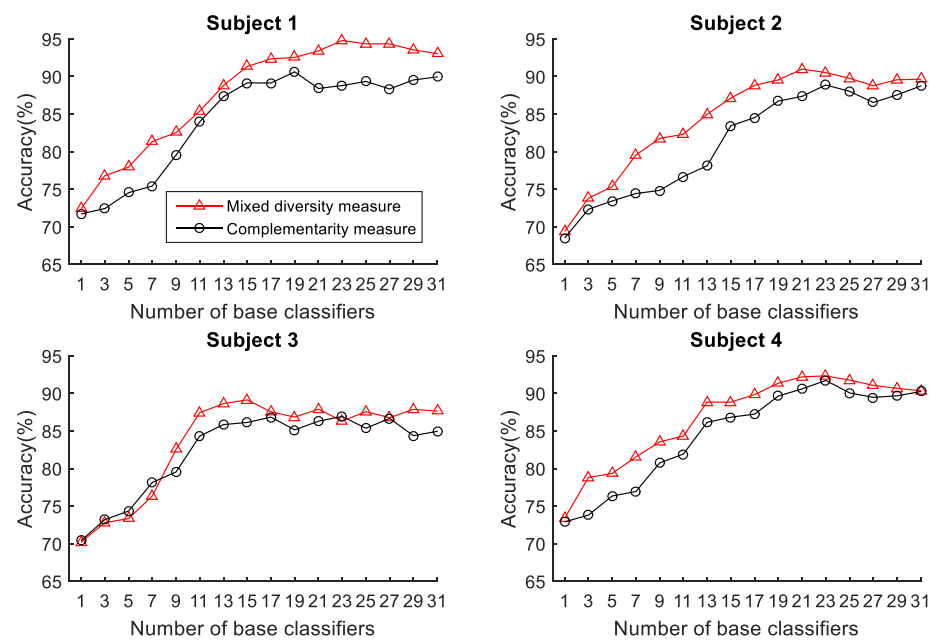 Subject 1
95
90
85
80
75
70
65
Accuracy(%)
Mixed diversity measure
Complementarity measure
1 3 5 7 9 11 13 15 17 19 21 23 25 27 29 31
Number of base classifiers
Subject 2
95
90
85
80
75
70
65
Accuracy(%)
1 3 5 7 9 11 13 15 17 19 21 23 25 27 29 31
Number of base classifiers
Subject 3
95
90
85
80
75
70
65
Accuracy(%)
1 3 5 7 9 11 13 15 17 19 21 23 25 27 29 31
Number of base classifiers
Subject 4
95
90
85
80
75
70
65
Accuracy(%)
1 3 5 7 9 11 13 15 17 19 21 23 25 27 29 31
Number of base classifiers